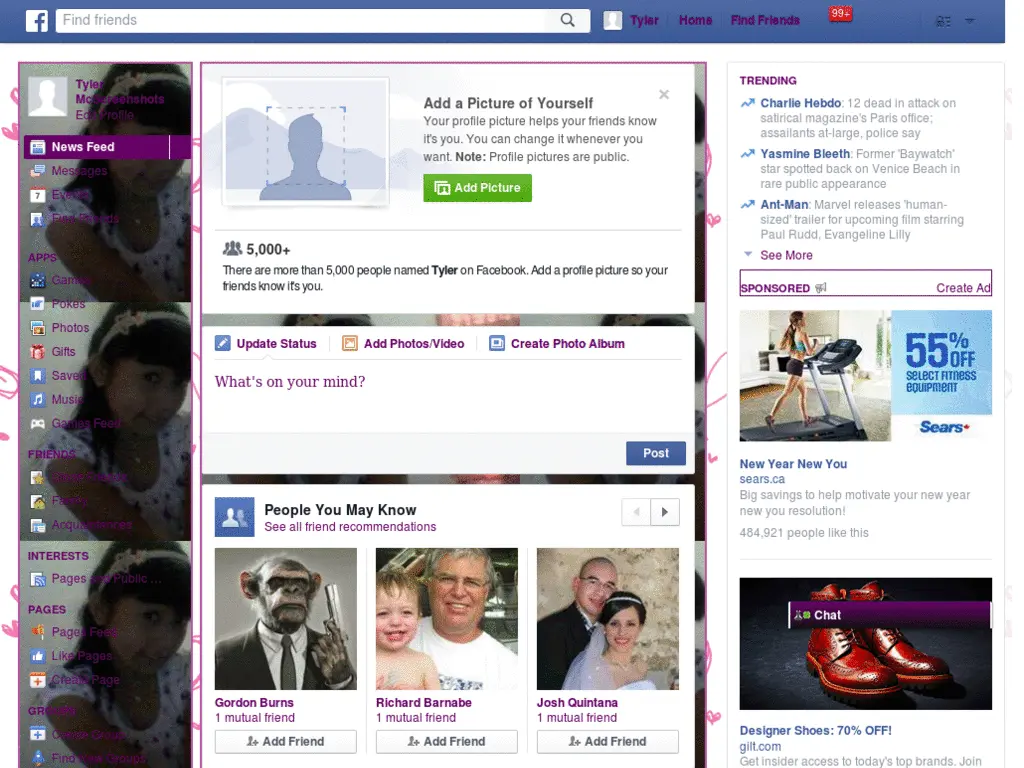 Find friends
Tyler
Home
Find Friends
99+
Tyler
McScreenshots
Edit Profile
News Feed
Messages
Events
Find Friends
APPS
Games
Pokes
Photos
Gifts
Saved
Music
Games Feed
FRIENDS
Close Friends
Family
Acquaintances
INTERESTS
Pages and Public ...
PAGES
Pages Feed
Like Pages
Create Page
GROUPS
Create Group
Find New Groups
Add a Picture of Yourself
Your profile picture helps your friends know
it's you. You can change it whenever you
want. Note: Profile pictures are public.
Add Picture
5,000+
There are more than 5,000 people named Tyler on Facebook. Add a profile picture so your
friends know it's you.
Update Status
Add Photos/Video
Create Photo Album
What's on your mind?
Post
People You May Know
See all friend recommendations
Gordon Burns
1 mutual friend
Add Friend
Richard Barnabe
1 mutual friend
Add Friend
Josh Quintana
1 mutual friend
Add Friend
TRENDING
Charlie Hebdo: 12 dead in attack on
satirical magazine's Paris office;
assailants at-large, police say
Yasmine Bleeth: Former 'Baywatch'
star spotted back on Venice Beach in
rare public appearance
Ant-Man: Marvel releases 'human-
sized' trailer for upcoming film starring
Paul Rudd, Evangeline Lilly
See More
SPONSORED
Create Ad
55%
OFF
SELECT FITNESS
EQUIPMENT
Sears
New Year New You
sears.ca
Big savings to help motivate your new year
new you resolution!
484,921 people like this
Chat
Designer Shoes: 70% OFF!
gilt.com
Get insider access to today's top brands. Join